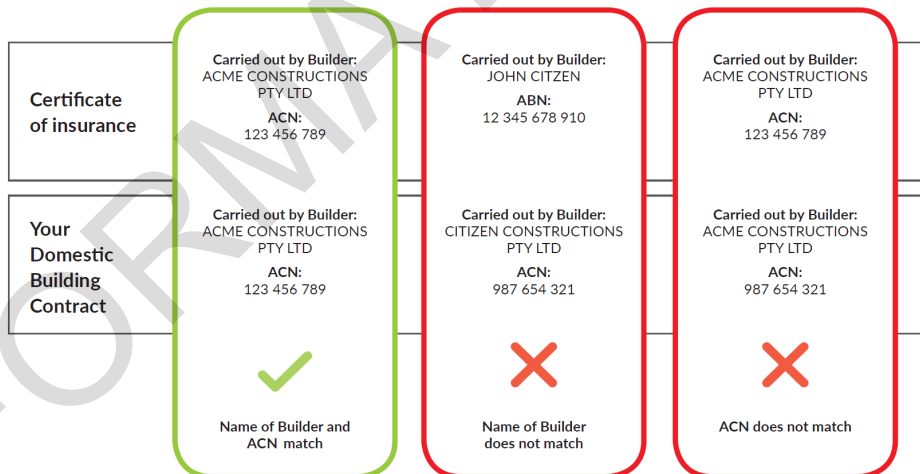 Certificate
of insurance
Carried out by Builder:
ACME CONSTRUCTIONS
PTY LTD
ACN:
123 456 789
Carried out by Builder:
JOHN CITZEN
ABN:
12 345 678 910
Carried out by Builder:
ACME CONSTRUCTIONS
PTY LTD
ACN:
123 456 789
Your
Domestic
Building
Contract
Carried out by Builder:
ACME CONSTRUCTIONS
PTY LTD
ACN:
123 456 789
Carried out by Builder:
CITIZEN CONSTRUCTIONS
PTY LTD
ACN:
987 654 321
Carried out by Builder:
ACME CONSTRUCTIONS
PTY LTD
ACN:
987 654 321
Name of Builder and
ACN match
Name of Builder
does not match
ACN does not match
ORMA